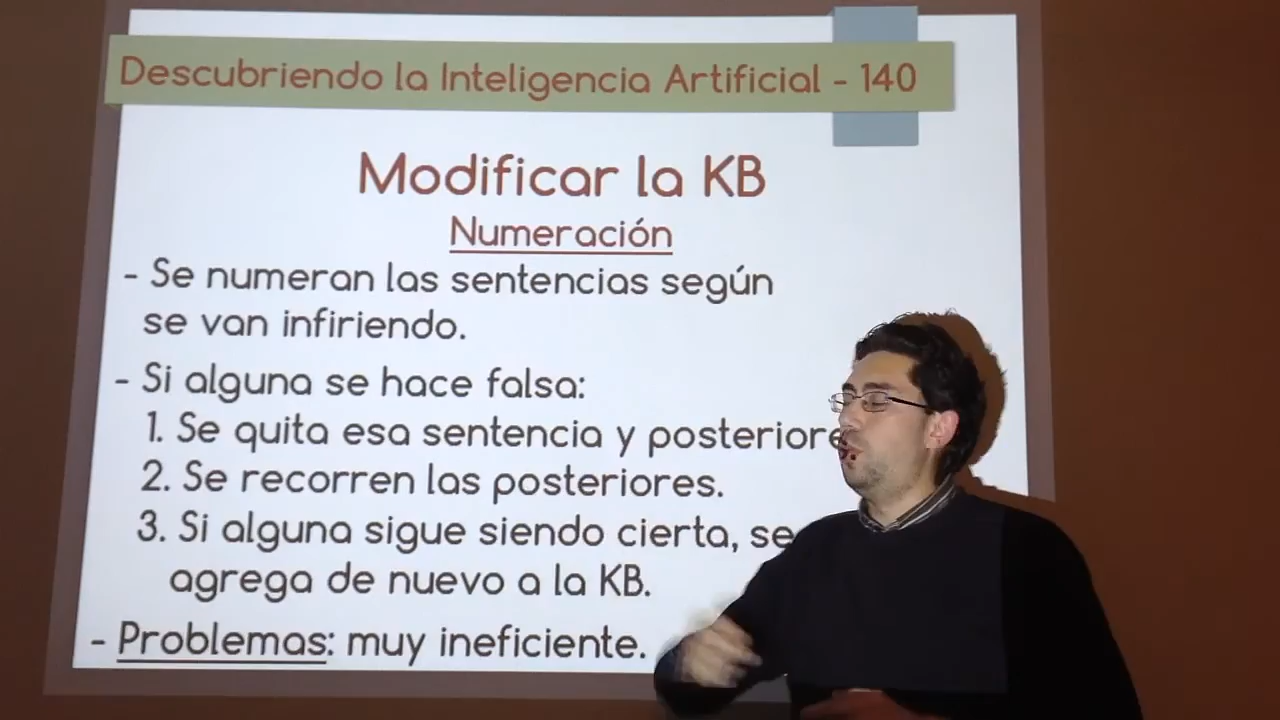 Descubriendo la Inteligencia Artificial - 140
Modificar la KB
Numeración
- Se numeran las sentencias según
se van infiriendo.
- Si alguna se hace falsa:
1. Se quita esa sentencia y
2. Se recorren las posteriores.
3. Si alguna sigue siendo cierta, se
agrega de nuevo a la KB.
- Problemas: muy ineficiente.